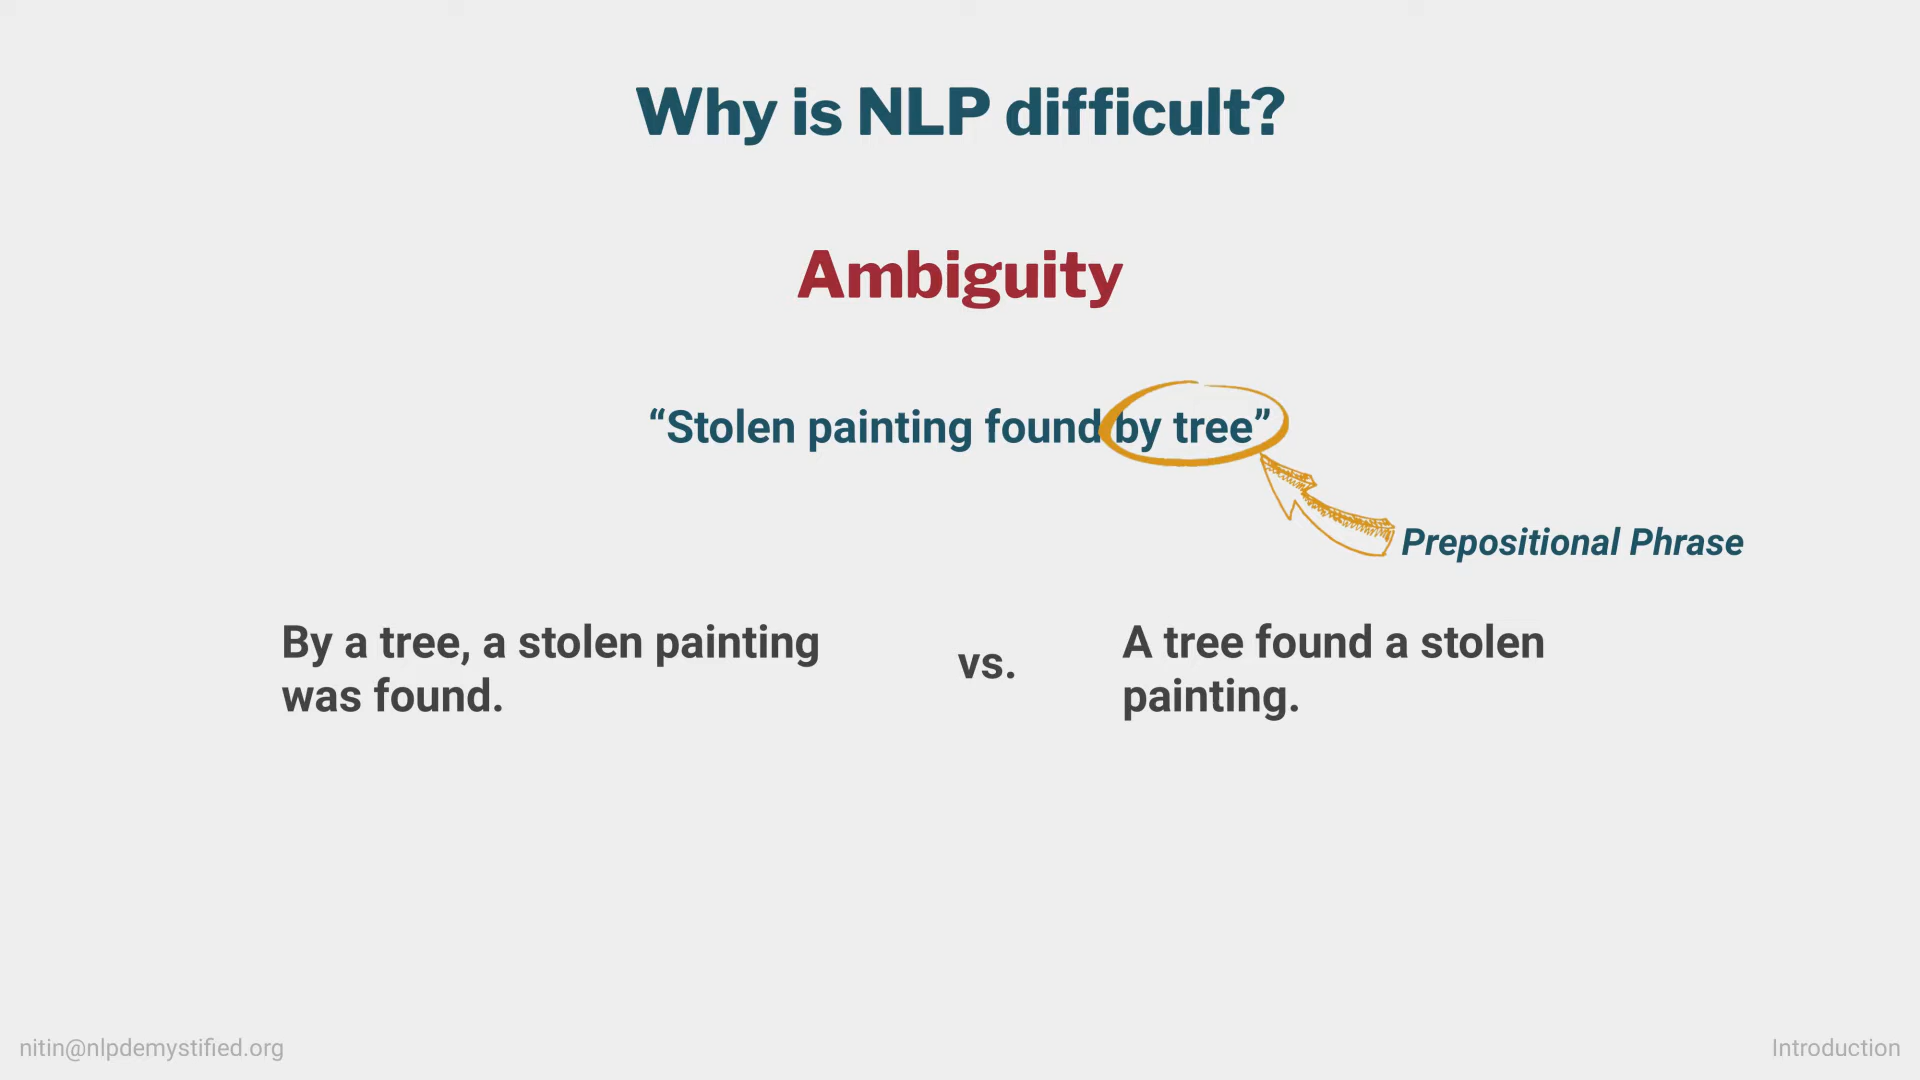 Why is NLP difficult?
Ambiguity
“Stolen painting found by tree”
Prepositional Phrase
By a tree, a stolen painting
was found.
vs.
A tree found a stolen
painting.
nitin@nlpdemystified.org
Introduction